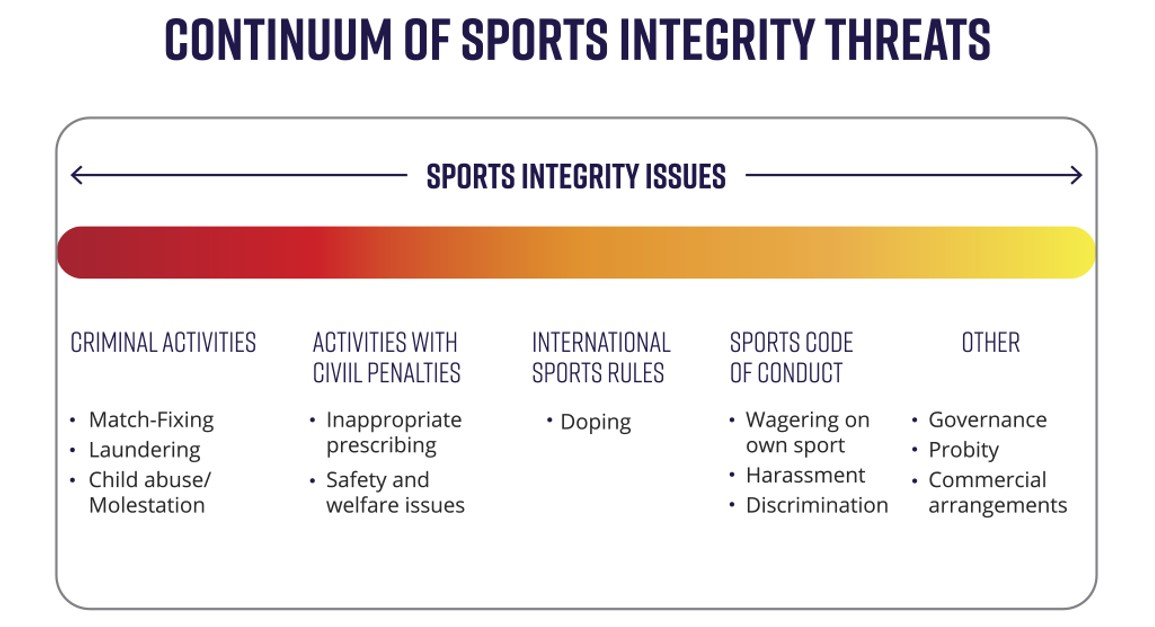 CONTINUUM OF SPORTS INTEGRITY THREATS
SPORTS INTEGRITY ISSUES
CRIMINAL ACTIVITIES
• Match-Fixing
• Laundering
• Child abuse/
Molestation
ACTIVITIES WITH
CIVIIL PENALTIES
• Inappropriate
prescribing
• Safety and
welfare issues
INTERNATIONAL
SPORTS RULES
• Doping
SPORTS CODE
OF CONDUCT
• Wagering on
own sport
• Harassment
• Discrimination
OTHER
• Governance
• Probity
• Commercial
arrangements